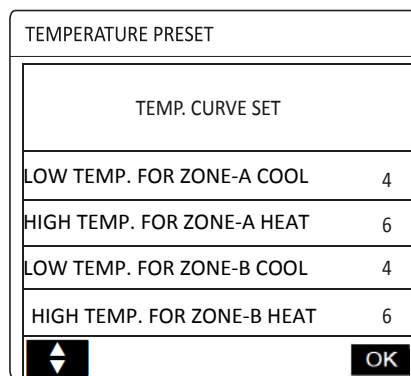 TEMPERATURE PRESET
TEMP. CURVE SET
LOW TEMP. FOR ZONE-A COOL 4
HIGH TEMP. FOR ZONE-A HEAT 6
LOW TEMP. FOR ZONE-B COOL 4
HIGH TEMP. FOR ZONE-B HEAT 6
OK